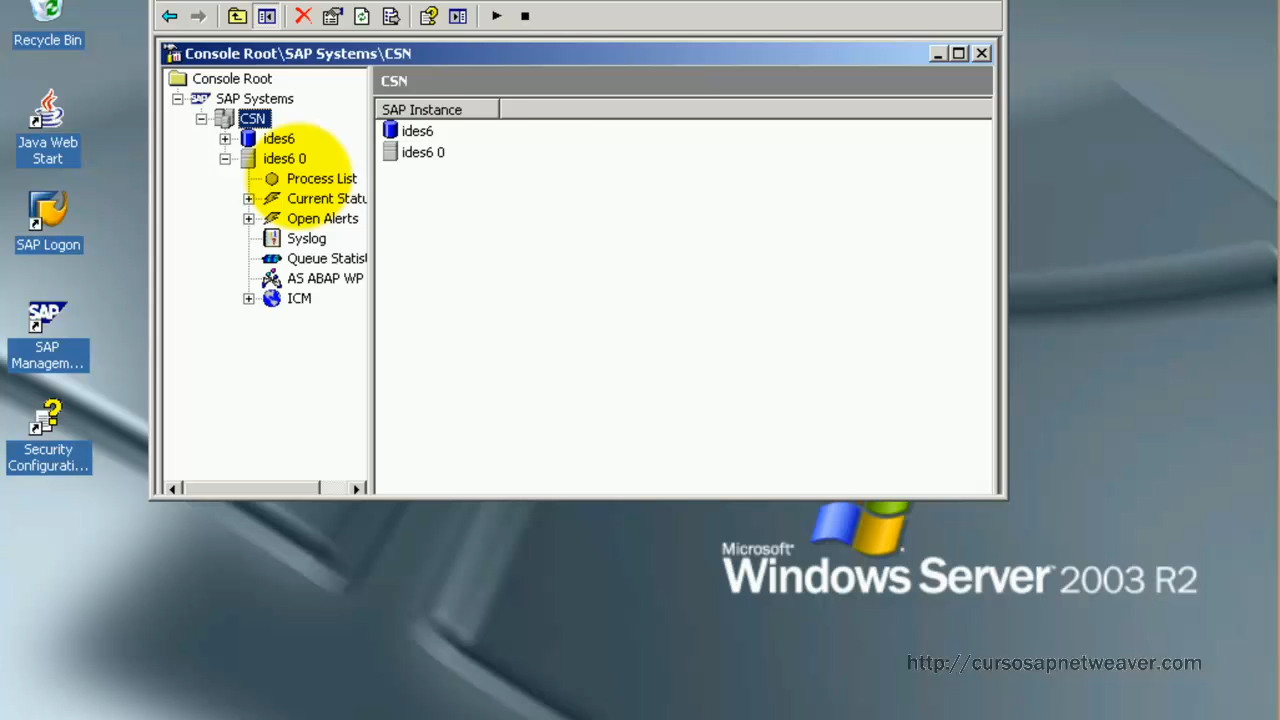 Recycle Bin
Java Web
Start
SAP Logon
SAP
SAP
Managem...
Security
Configurati...
Console Root\SAP Systems\CSN
Console Root
SAP Systems
CSN
ides6
ides6 0
Process List
Current Statu
Open Alerts
Syslog
Queue Statist
AS ABAP WP
ICM
CSN
SAP Instance
ides6
ides6 0
Microsoft
Windows Server 2003 R2
http://cursosapnetweaver.com